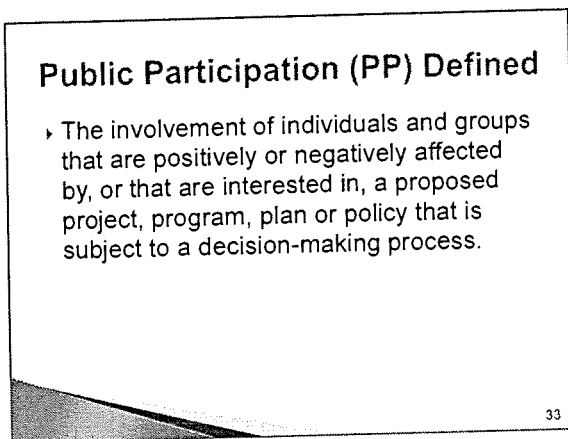 Public Participation (PP) Defined
‣ The involvement of individuals and groups
that are positively or negatively affected
by, or that are interested in, a proposed
project, program, plan or policy that is
subject to a decision-making process.
33